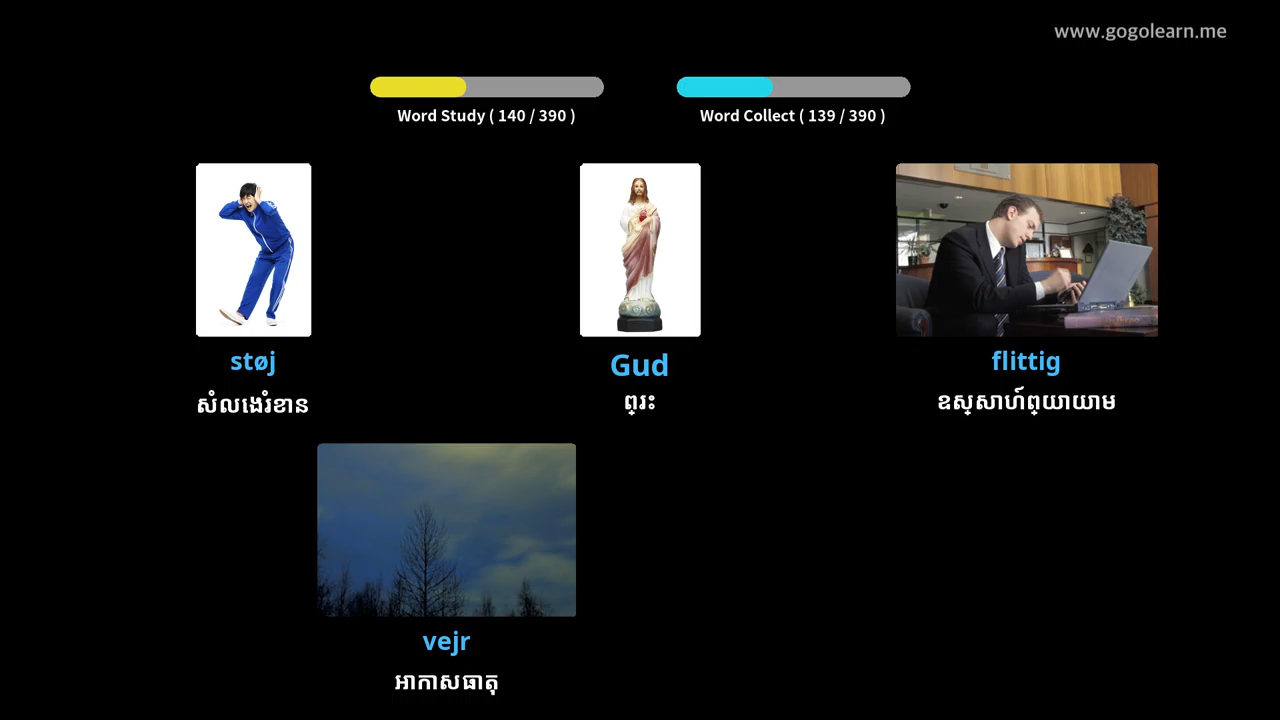 www.gogolearn.me
Word Study ( 140 / 390 )
Word Collect ( 139 / 390 )
støj
សំលេងរំខាន
Gud
ព្រះ
flittig
ឧស្សាហ៍ព្យាយាម
vejr
អាកាសធាតុ